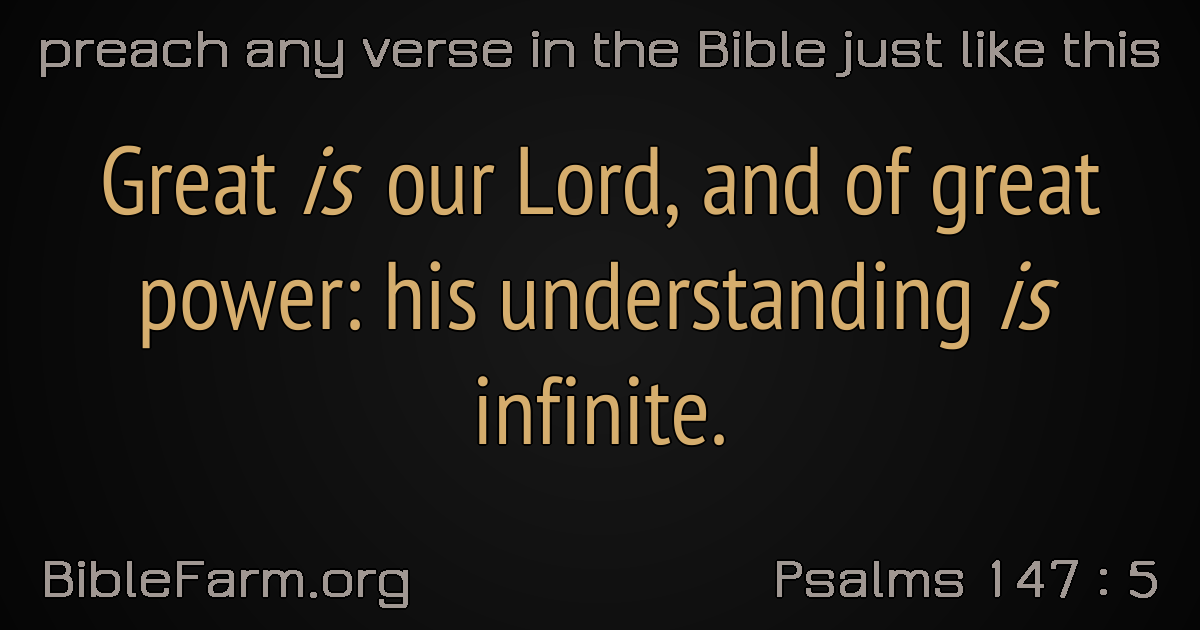 preach any verse in the Bible just like this
Great is our Lord, and of great
power: his understanding is
infinite.
BibleFarm.org
Psalms 147 : 5